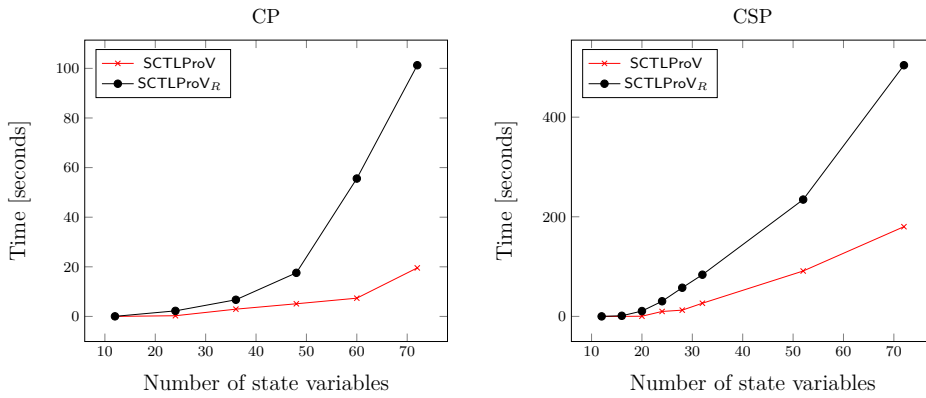 CP
SCTLProV
SCTLProV_R
100
80
60
40
20
0
10 20 30 40 50 60 70
Time [seconds]
Number of state variables
CSP
SCTLProV
SCTLProV_R
400
200
0
10 20 30 40 50 60 70
Time [seconds]
Number of state variables